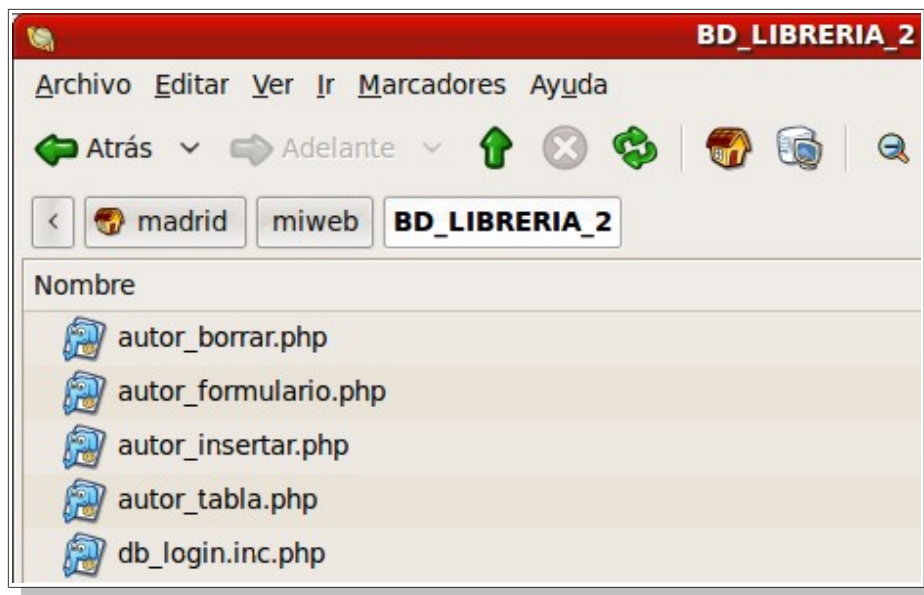 BD_LIBRERIA_2
Archivo Editar Ver Ir Marcadores Ayuda
Atrás Adelante
madrid miweb BD_LIBRERIA_2
Nombre
autor_borrar.php
autor_formulario.php
autor_insertar.php
autor_tabla.php
db_login.inc.php